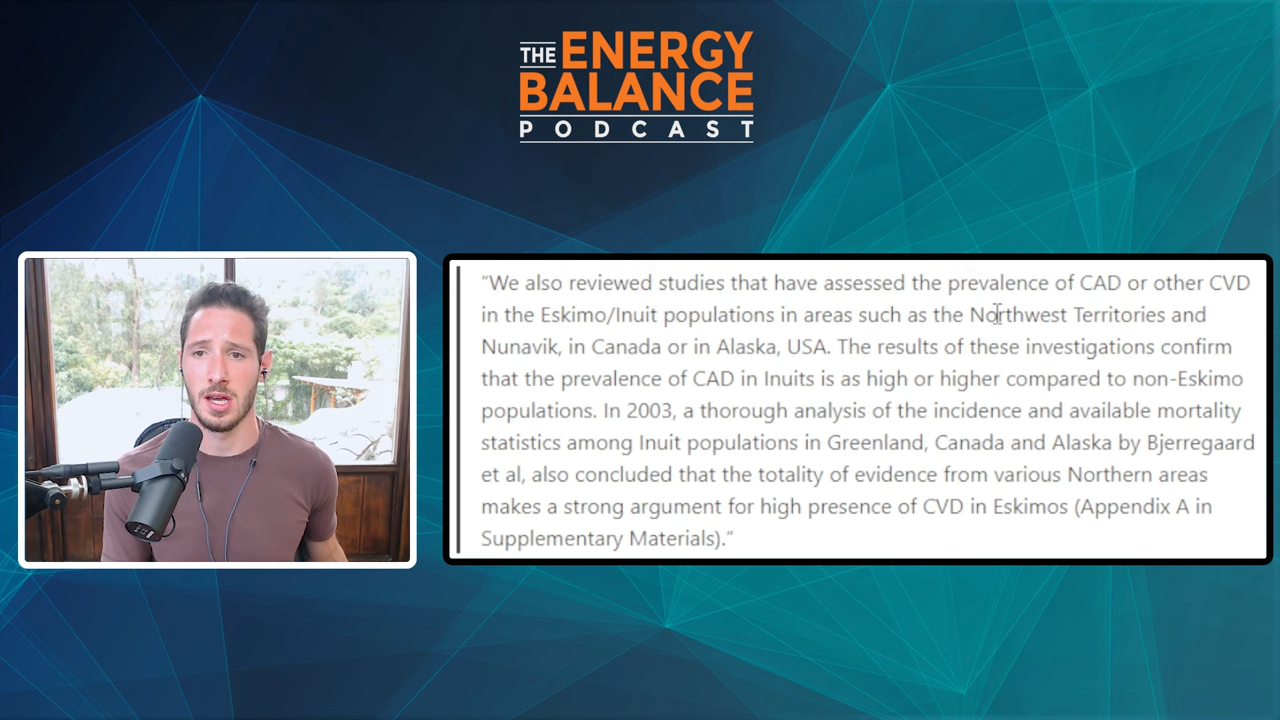 THE ENERGY
BALANCE
PODCAST
“We also reviewed studies that have assessed the prevalence of CAD or other CVD
in the Eskimo/Inuit populations in areas such as the Northwest Territories and
Nunavik, in Canada or in Alaska, USA. The results of these investigations confirm
that the prevalence of CAD in Inuits is as high or higher compared to non-Eskimo
populations. In 2003, a thorough analysis of the incidence and available mortality
statistics among Inuit populations in Greenland, Canada and Alaska by Bjerregaard
et al, also concluded that the totality of evidence from various Northern areas
makes a strong argument for high presence of CVD in Eskimos (Appendix A in
Supplementary Materials).”